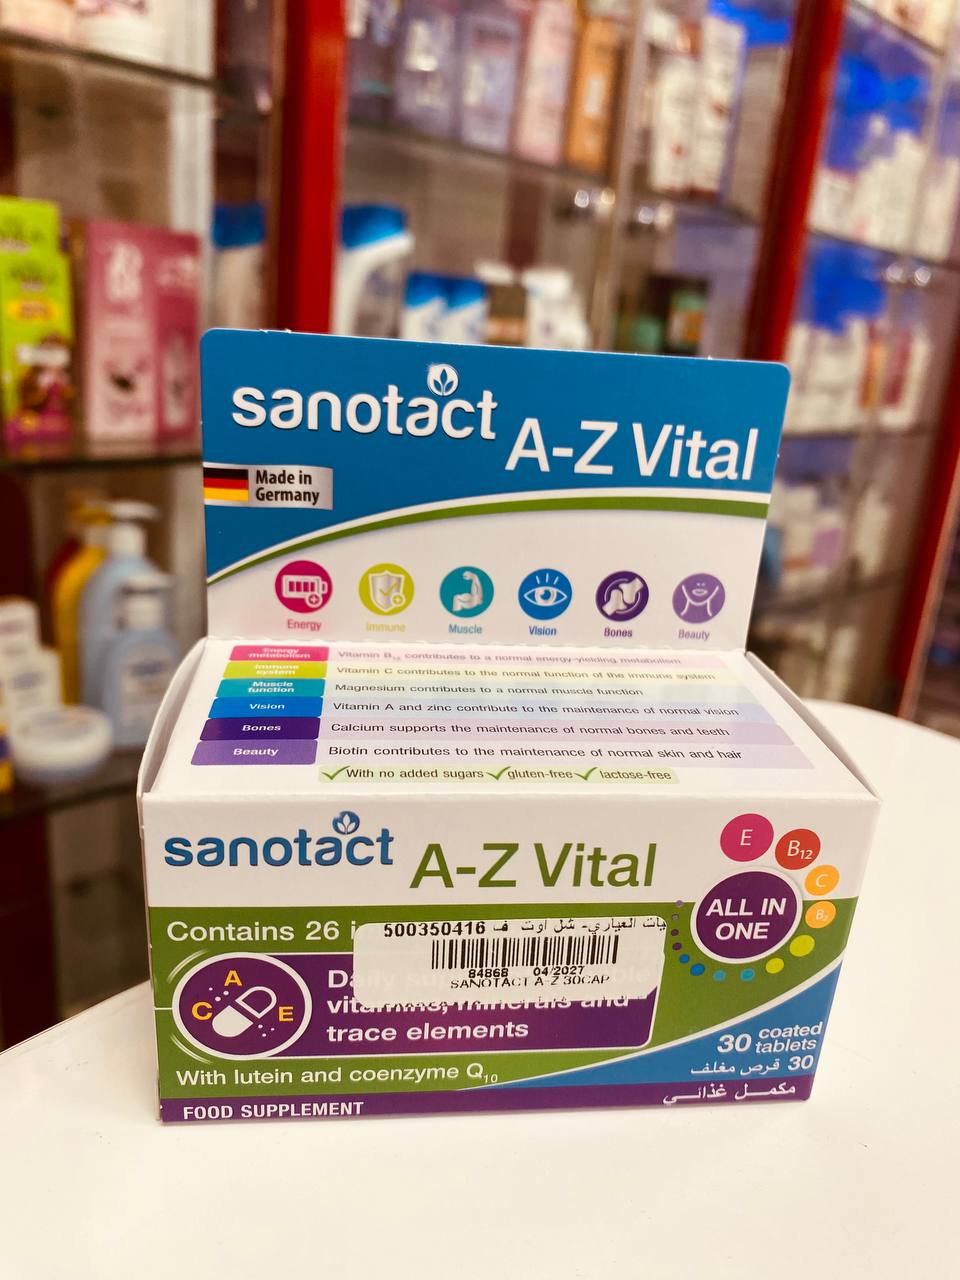 sanotact
A-Z Vital
Made in
Germany
Energy
Immune
Muscle
Vision
Bones
Beauty
Energy metabolism
Vitamin B12 contributes to a normal energy-yielding metabolism
Immune system
Vitamin C contributes to the normal function of the immune system
Muscle function
Magnesium contributes to a normal muscle function
Vision
Vitamin A and zinc contribute to the maintenance of normal vision
Bones
Calcium supports the maintenance of normal bones and teeth
Beauty
Biotin contributes to the maintenance of normal skin and hair
With no added sugars gluten-free lactose-free
sanotact
A-Z Vital
E
B12
C
B2
ALL IN
ONE
Contains 26
500350416
84868 04/2027
SANOTACT A-Z 30CAP
A
C
E
vitamins, minerals and
trace elements
With lutein and coenzyme Q10
30 coated
tablets
30 قرص مغلف
مكمل غذائي
FOOD SUPPLEMENT